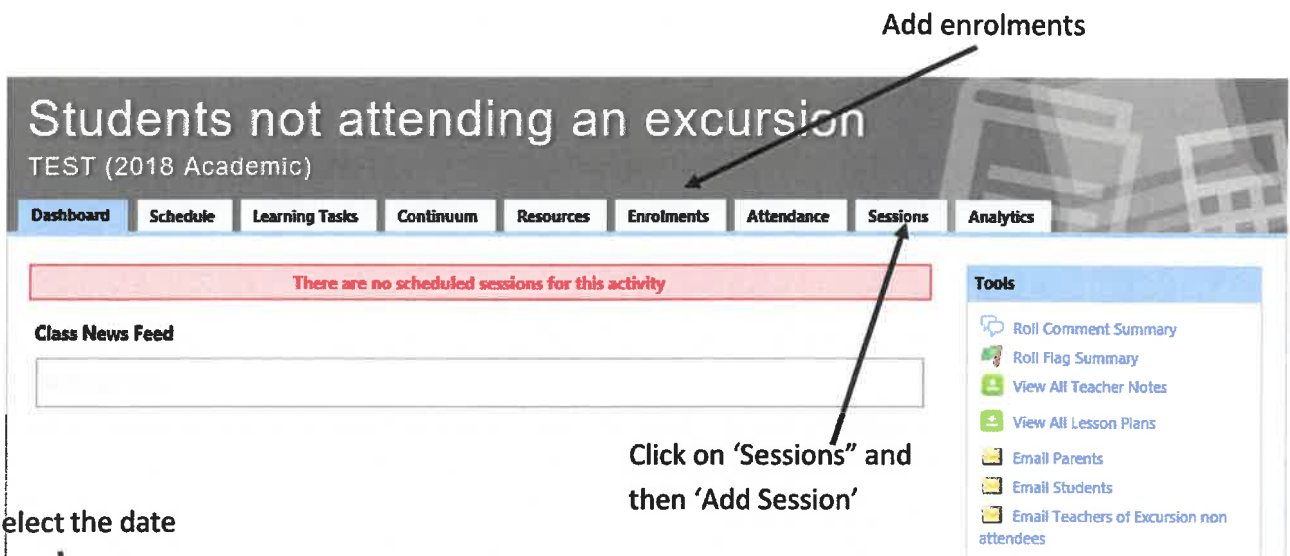 Add enrolments
Students not attending an excursion
TEST (2018 Academic)
Dashboard Schedule Learning Tasks Continuum Resources Enrolments Attendance Sessions Analytics
There are no scheduled sessions for this activity
Class News Feed
Tools
Roll Comment Summary
Roll Flag Summary
View All Teacher Notes
View All Lesson Plans
Email Parents
Email Students
Email Teachers of Excursion non
attendees
Click on ‘Sessions” and
then ‘Add Session’
elect the date